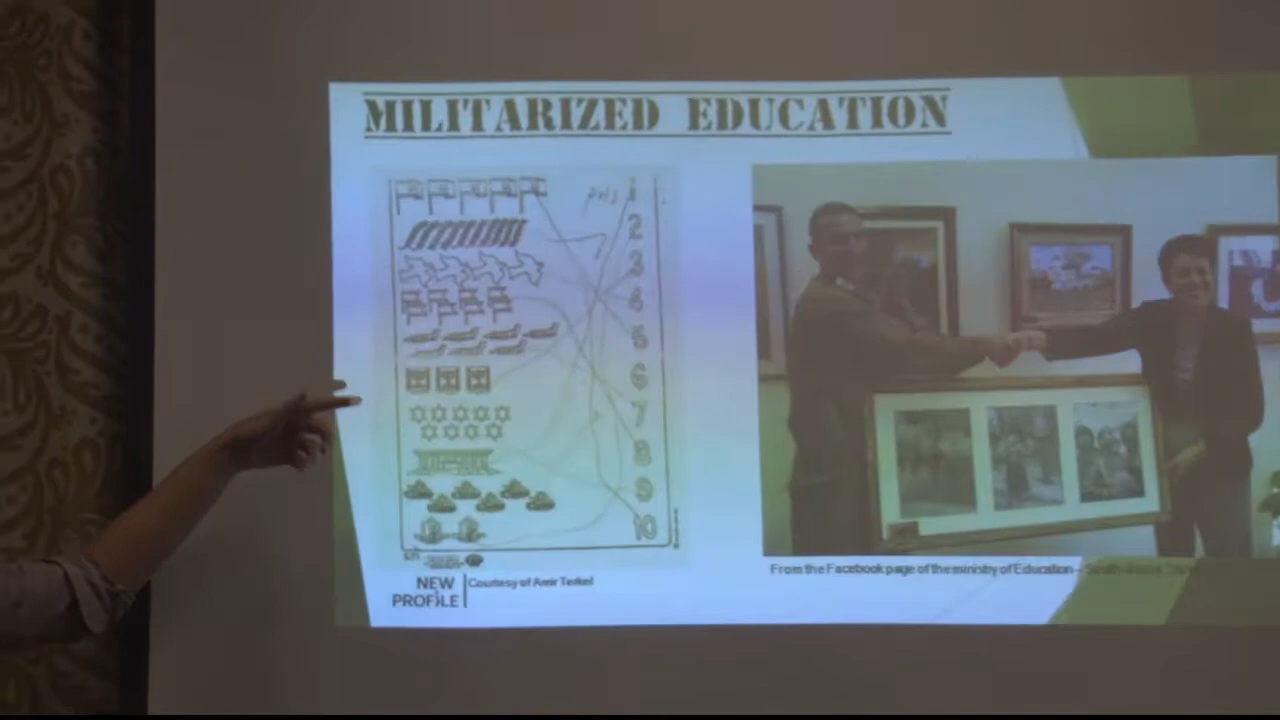 MILITARIZED EDUCATION
1
2
3
4
5
6
7
8
9
10
NEW PROFILE
Courtesy of Amir Terkel
From the Facebook page of the ministry of Education –